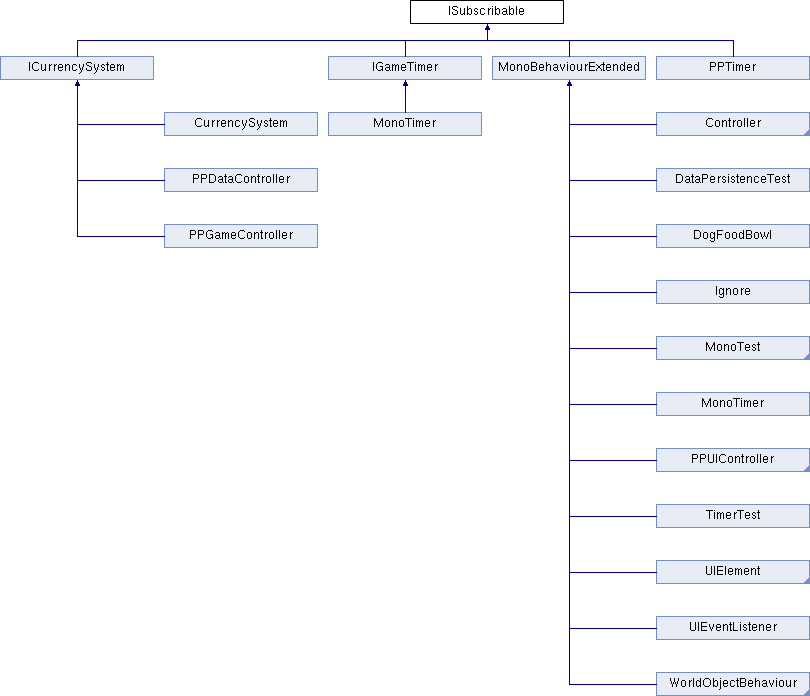 ISubscribable
ICurrencySystem
IGameTimer
MonoBehaviourExtended
PPTimer
CurrencySystem
MonoTimer
Controller
PPDataController
DataPersistenceTest
PPGameController
DogFoodBowl
Ignore
MonoTest
MonoTimer
PPUIController
TimerTest
UIElement
UIEventListener
WorldObjectBehaviour